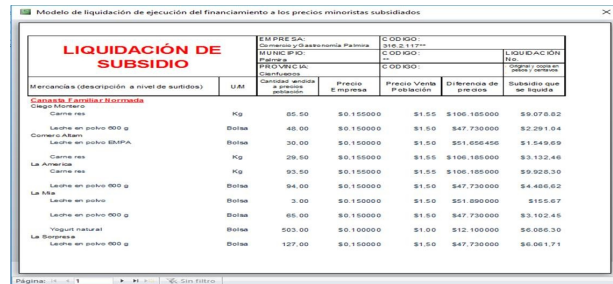 Modelo de liquidación de ejecución del financiamiento a los precios minoristas subsidiados
LIQUIDACIÓN DE SUBSIDIO
EMPRESA: CODIGO:
Comercio y Gastronomía Palmira 316.2.117**
MUNICIPIO: CODIGO: LIQUIDACIÓN
Palmira ** No.
PROVINCIA: CODIGO: Original y copia en pesos y centavos
Cienfuegos
Mercancías (descripción a nivel de surtidos) U/M Cantidad vendida a precios población Precio Empresa Precio Venta Población Diferencia de precios Subsidio que se liquida
Canasta Familiar Normada
Ciego Montero
Carne res Kg 85.50 $0.155000 $1.55 $106.185000 $9.078.82
Leche en polvo 500 g Bolsa 48.00 $0.150000 $1.50 $47.730000 $2.291.04
Comerc Altam
Leche en polvo EMPA Bolsa 30.00 $0.150000 $1.50 $51.656456 $1.549.69
Carne res Kg 29,50 $0.155000 $1.55 $106.185000 $3.132,46
La America
Carne res Kg 93,50 $0.155000 $1.55 $106.185000 $9.928.30
Leche en polvo 500 g Bolsa 94,00 $0.150000 $1.50 $47.730000 $4.486,62
La Mia
Leche en polvo Bolsa 3.00 $0.150000 $1.50 $51.890000 $155.67
Leche en polvo 500 g Bolsa 65.00 $0.150000 $1.50 $47.730000 $3.102.45
Yogurt natural Bolsa 503.00 $0.100000 $1.00 $12.100000 $6.086.30
La Sorpresa
Leche en polvo 500 g Bolsa 127,00 $0.150000 $1,50 $47,730000 $6.061,71
Página: 1 Sin filtro